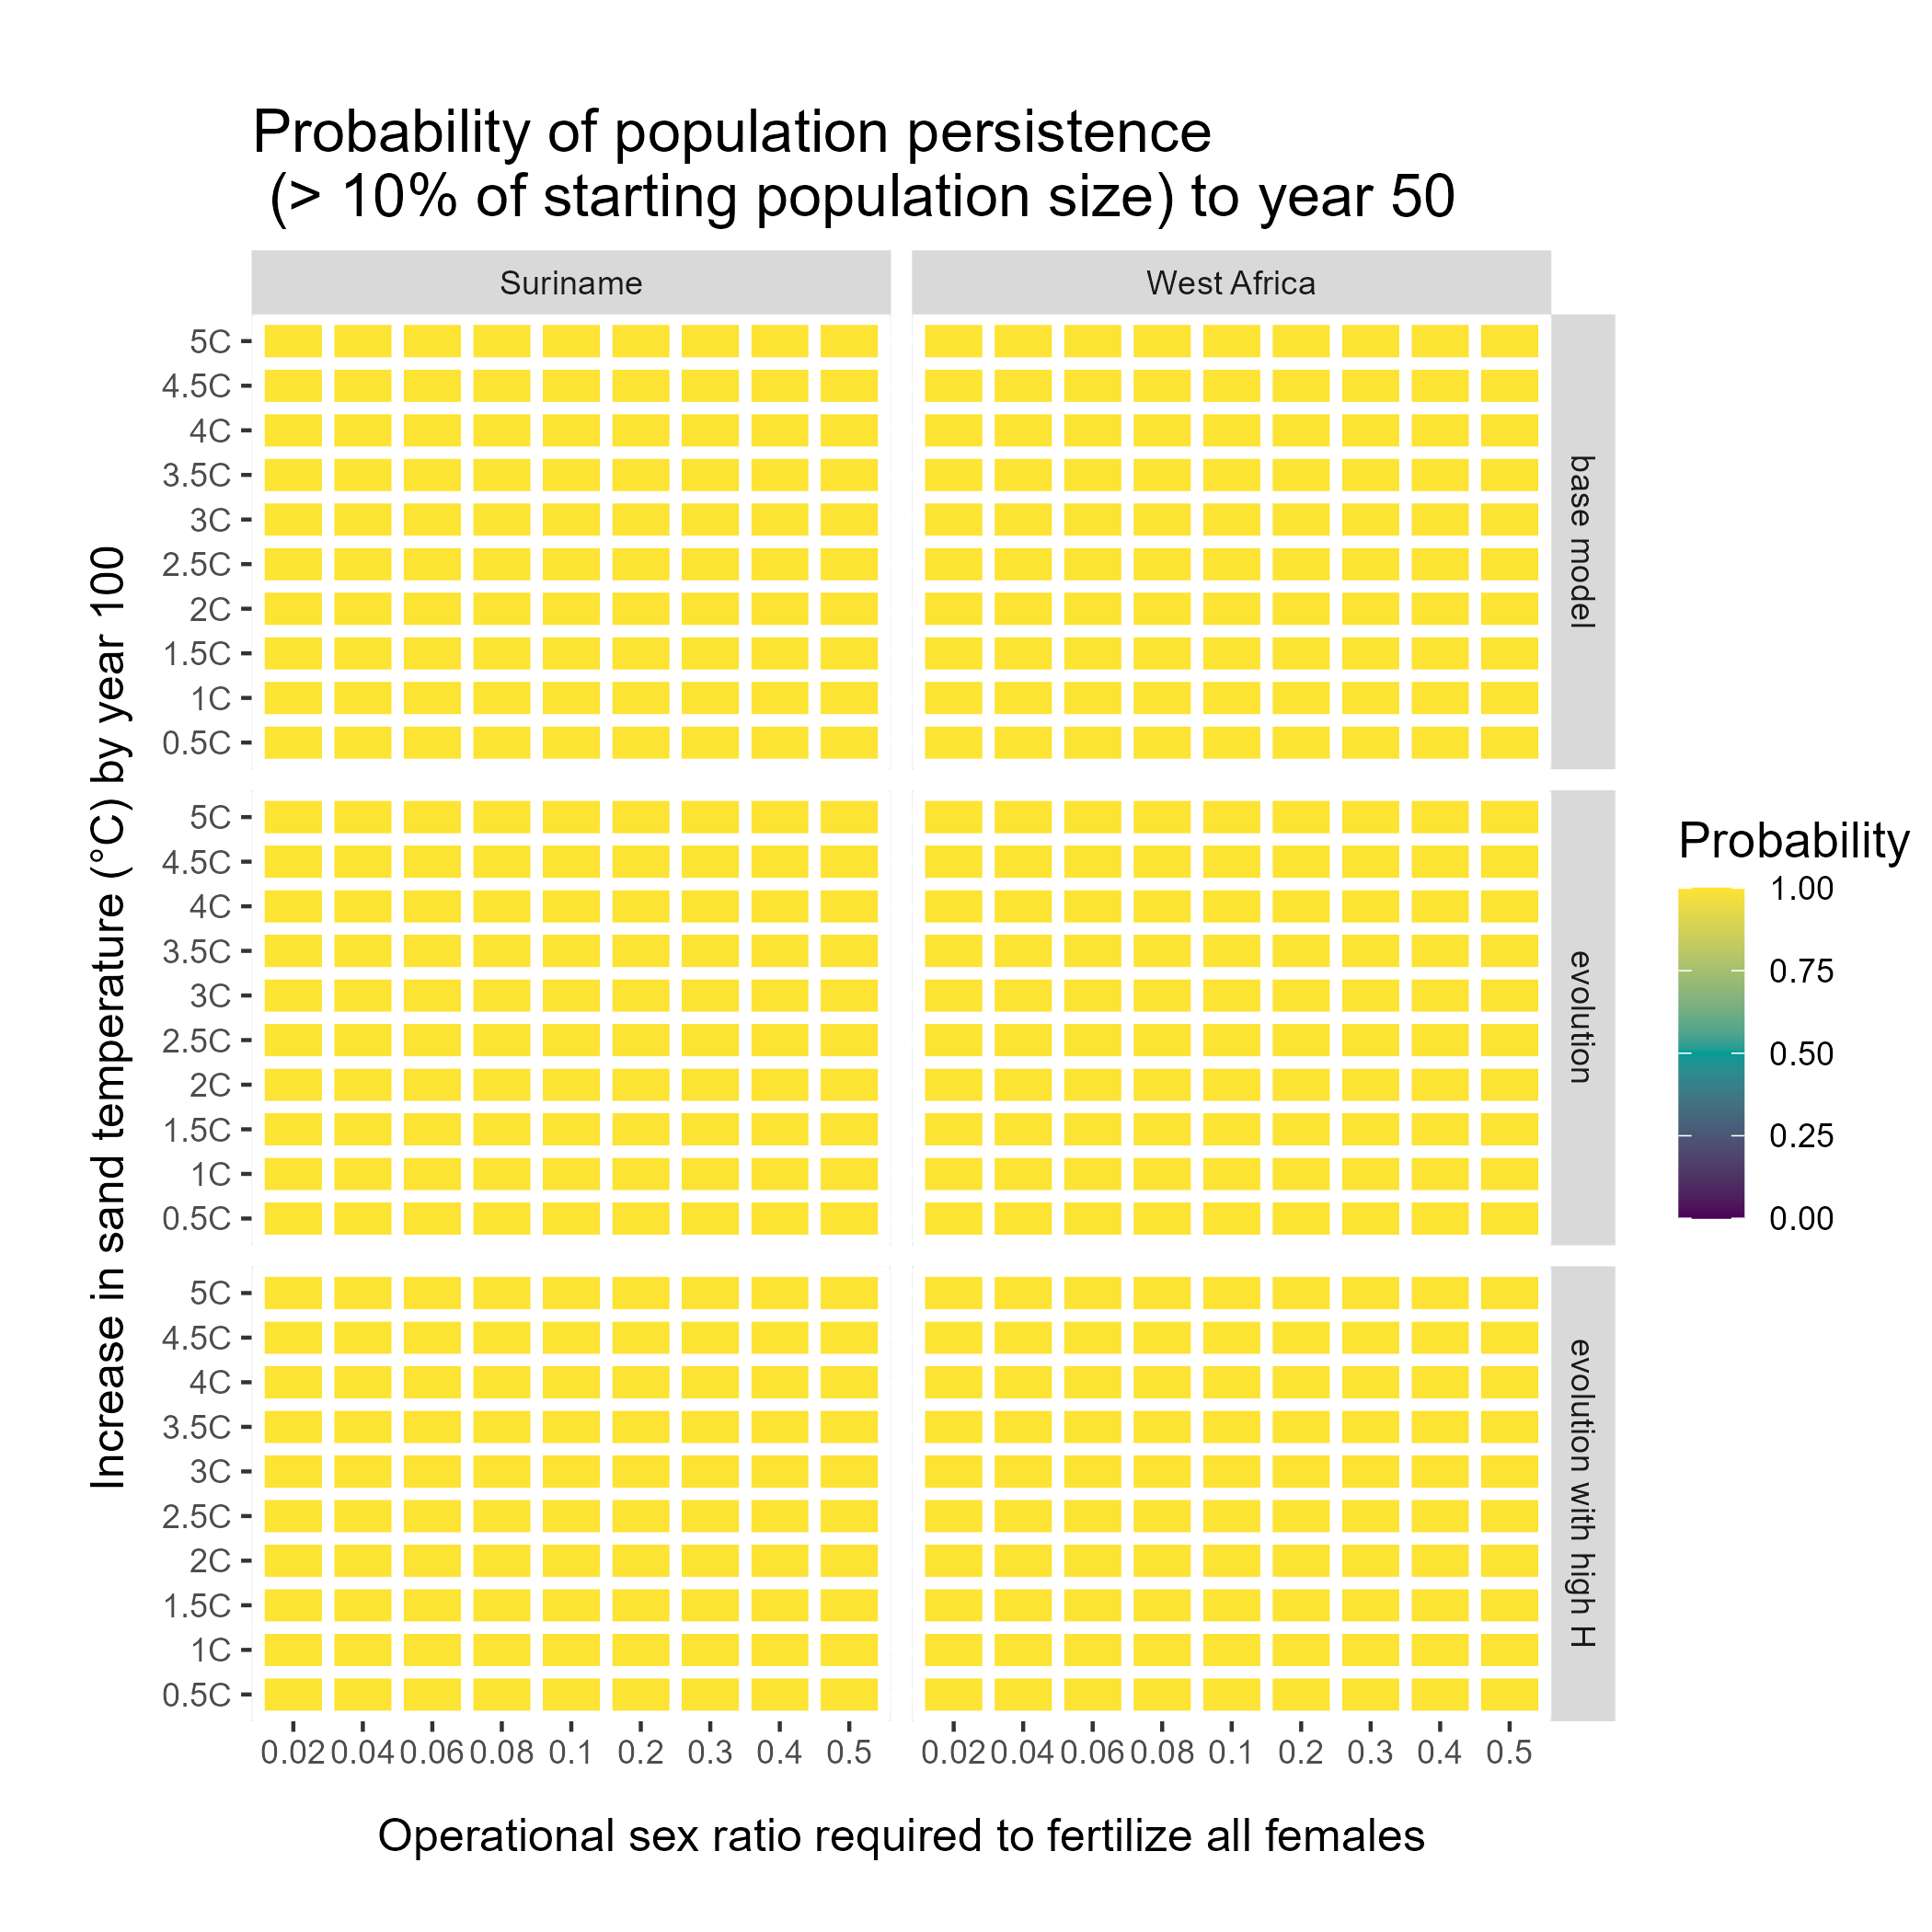 Probability of population persistence
(> 10% of starting population size) to year 50
Suriname
West Africa
Increase in sand temperature (°C) by year 100
5C
4.5C
4C
3.5C
3C
2.5C
2C
1.5C
1C
0.5C
base model
5C
4.5C
4C
3.5C
3C
2.5C
2C
1.5C
1C
0.5C
evolution
5C
4.5C
4C
3.5C
3C
2.5C
2C
1.5C
1C
0.5C
evolution with high H
0.02 0.04 0.06 0.08 0.1 0.2 0.3 0.4 0.5
0.02 0.04 0.06 0.08 0.1 0.2 0.3 0.4 0.5
Operational sex ratio required to fertilize all females
Probability
1.00
0.75
0.50
0.25
0.00